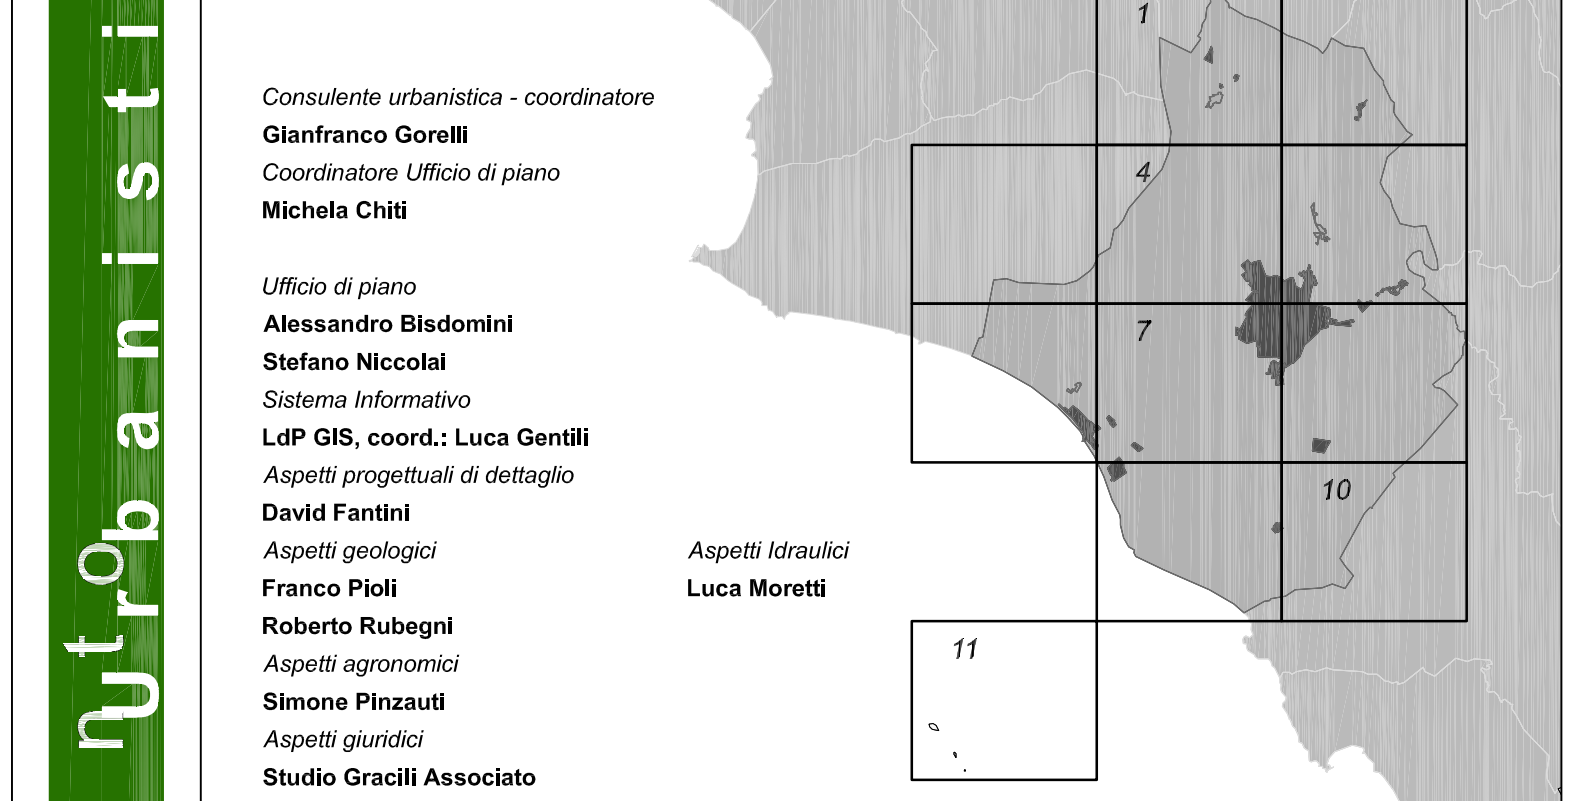 Consulente urbanistica - coordinatore
Gianfranco Gorelli
Coordinatore Ufficio di piano
Michela Chiti
Ufficio di piano
Alessandro Bisdomini
Stefano Niccolai
Sistema Informativo
LdP GIS, coord.: Luca Gentili
Aspetti progettuali di dettaglio
David Fantini
Aspetti geologici
Franco Pioli
Roberto Rubegni
Aspetti agronomici
Simone Pinzauti
Aspetti giuridici
Studio Gracili Associato
Aspetti Idraulici
Luca Moretti
1
4
7
10
11
urbanisti
nto